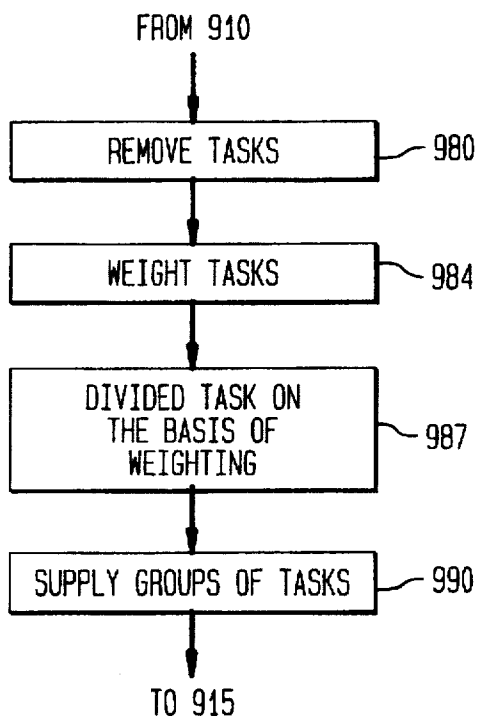 FROM 910
REMOVE TASKS
980
WEIGHT TASKS
984
DIVIDED TASK ON
THE BASIS OF
WEIGHTING
987
SUPPLY GROUPS OF TASKS
990
TO 915